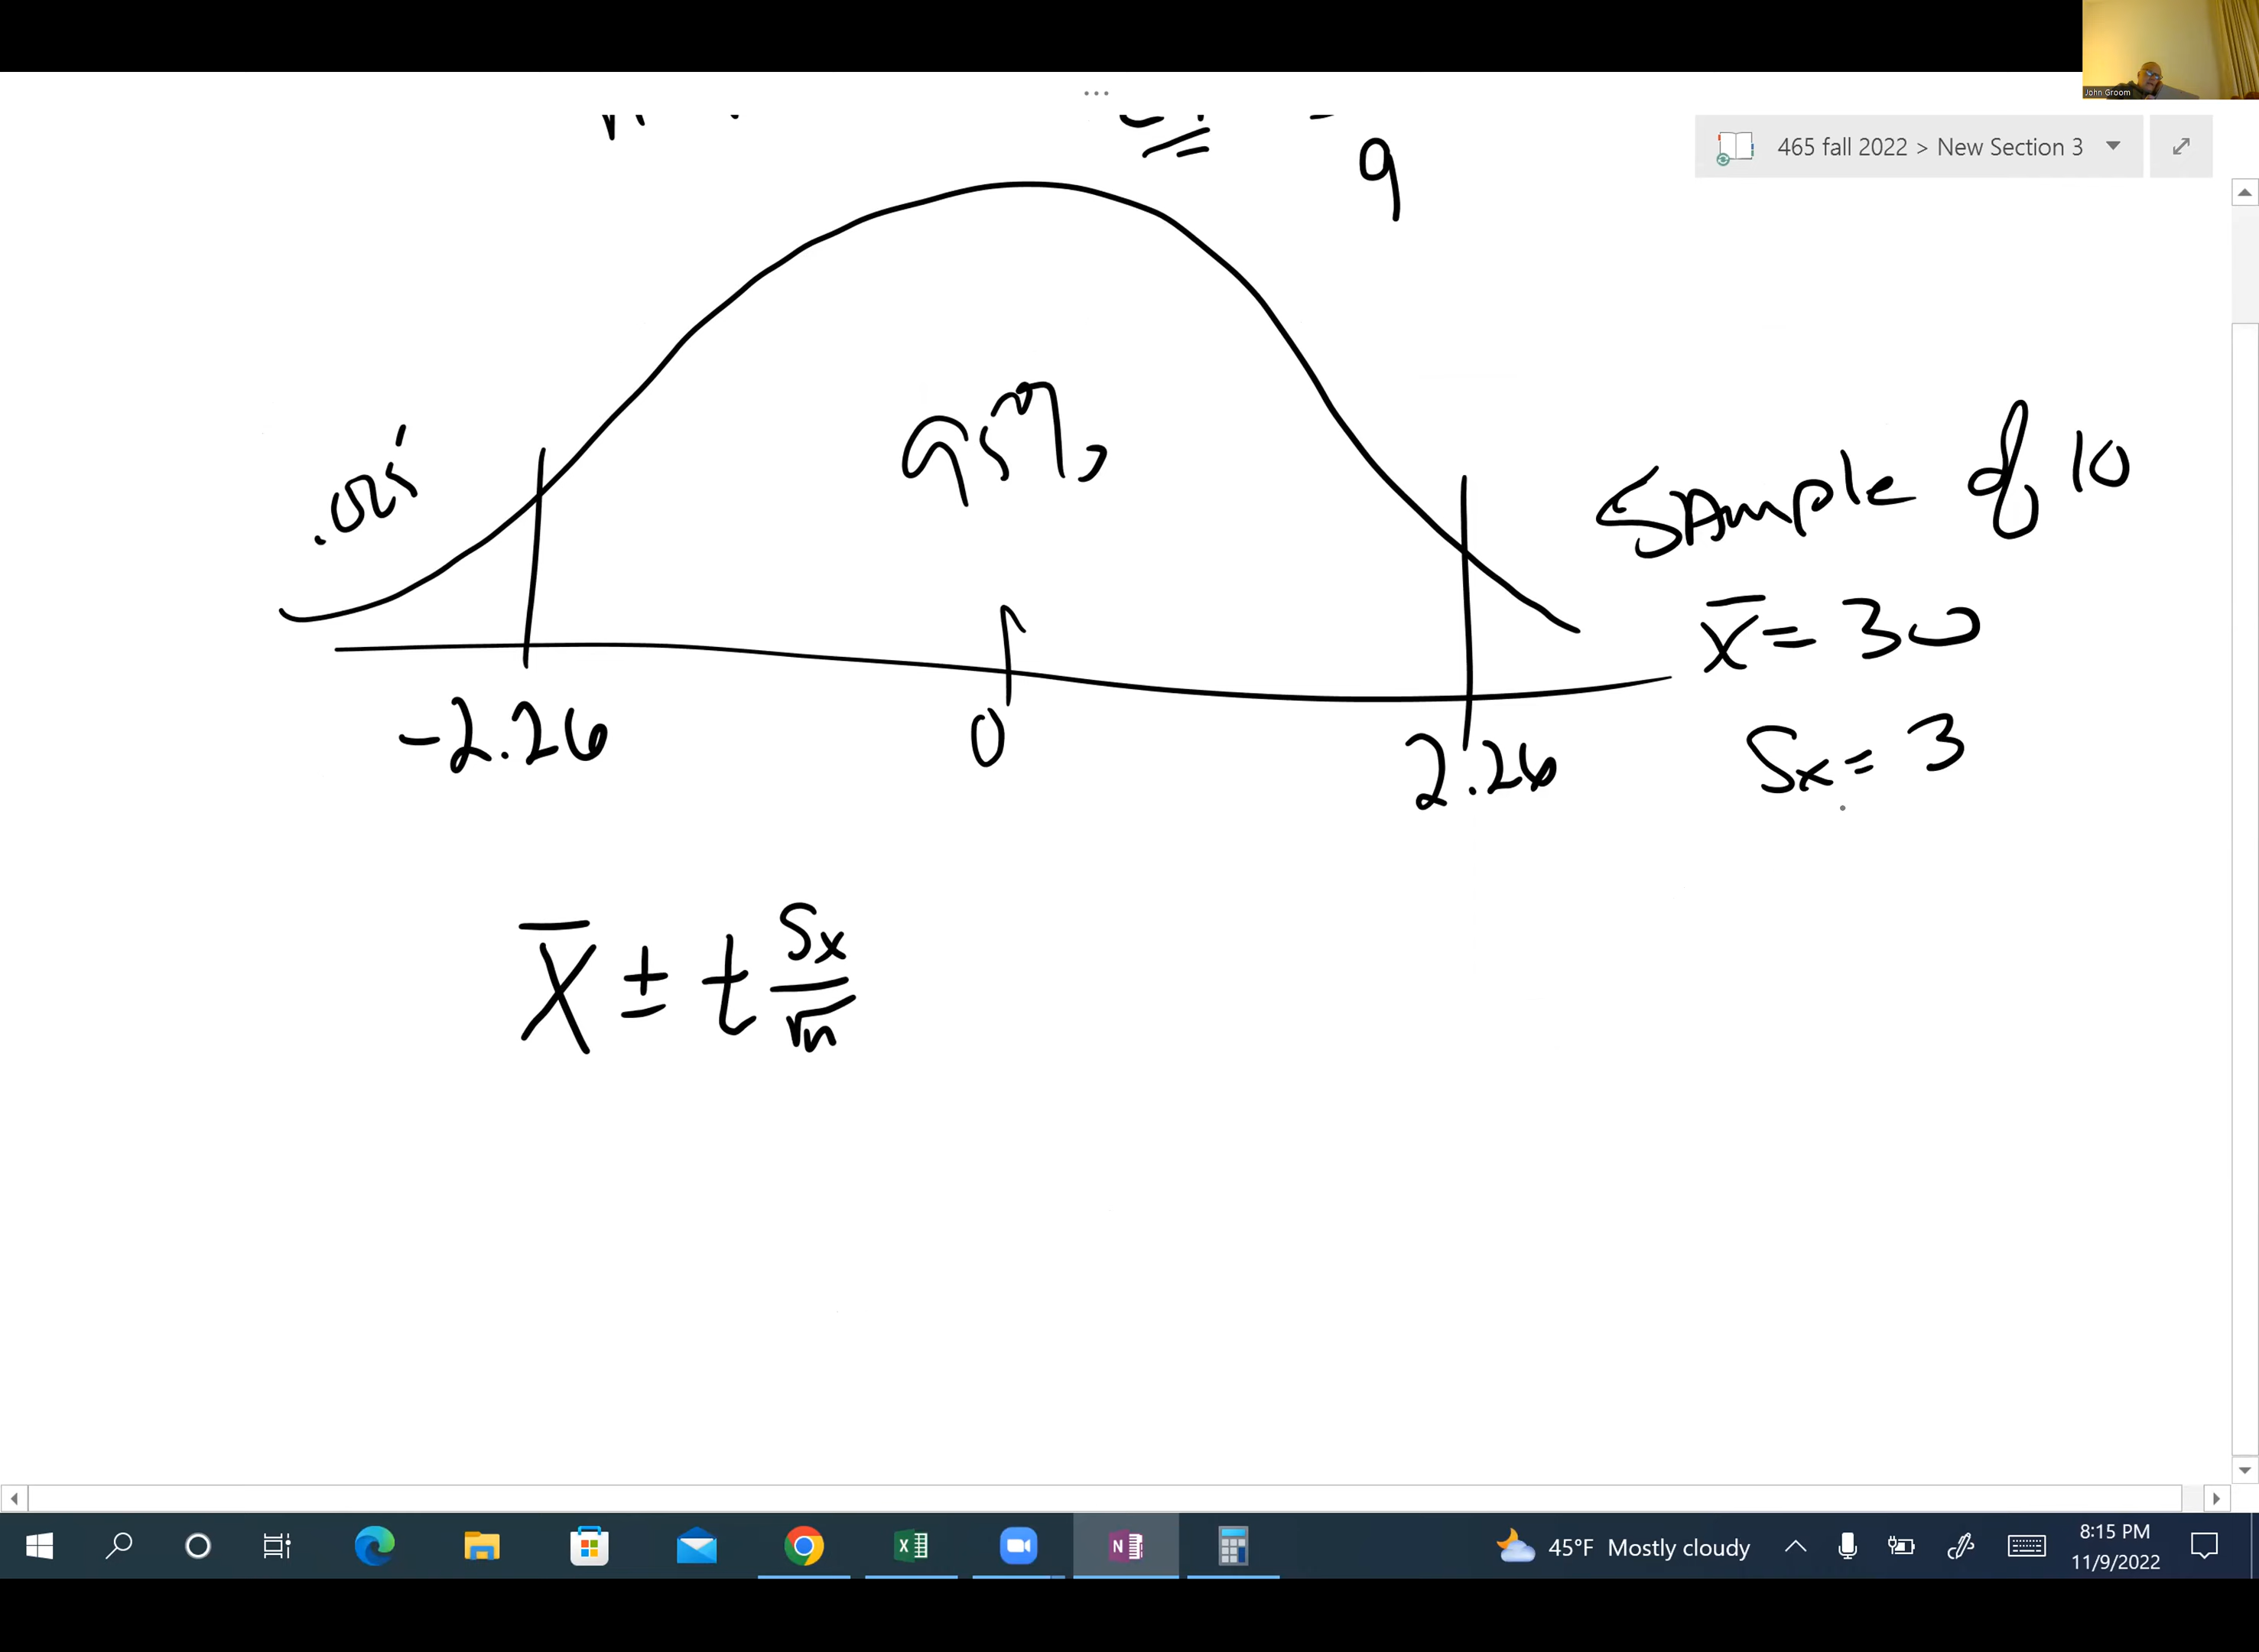 John Groom
465 fall 2022 > New Section 3
9
95%
.025
Sample of 10
x̄ = 30
Sx = 3
-2.26
0
2.26
X̄ ± t Sx/√n
45°F Mostly cloudy
8:15 PM
11/9/2022